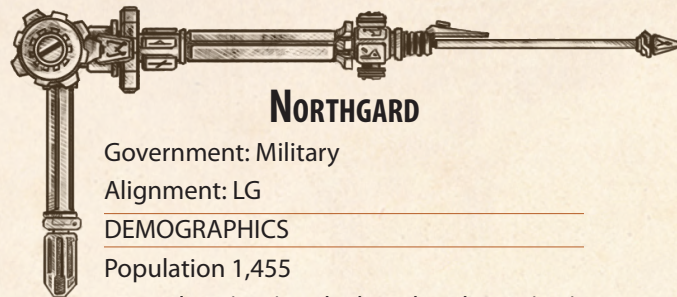 NORTHGARD
Government: Military
Alignment: LG
DEMOGRAPHICS
Population 1,455